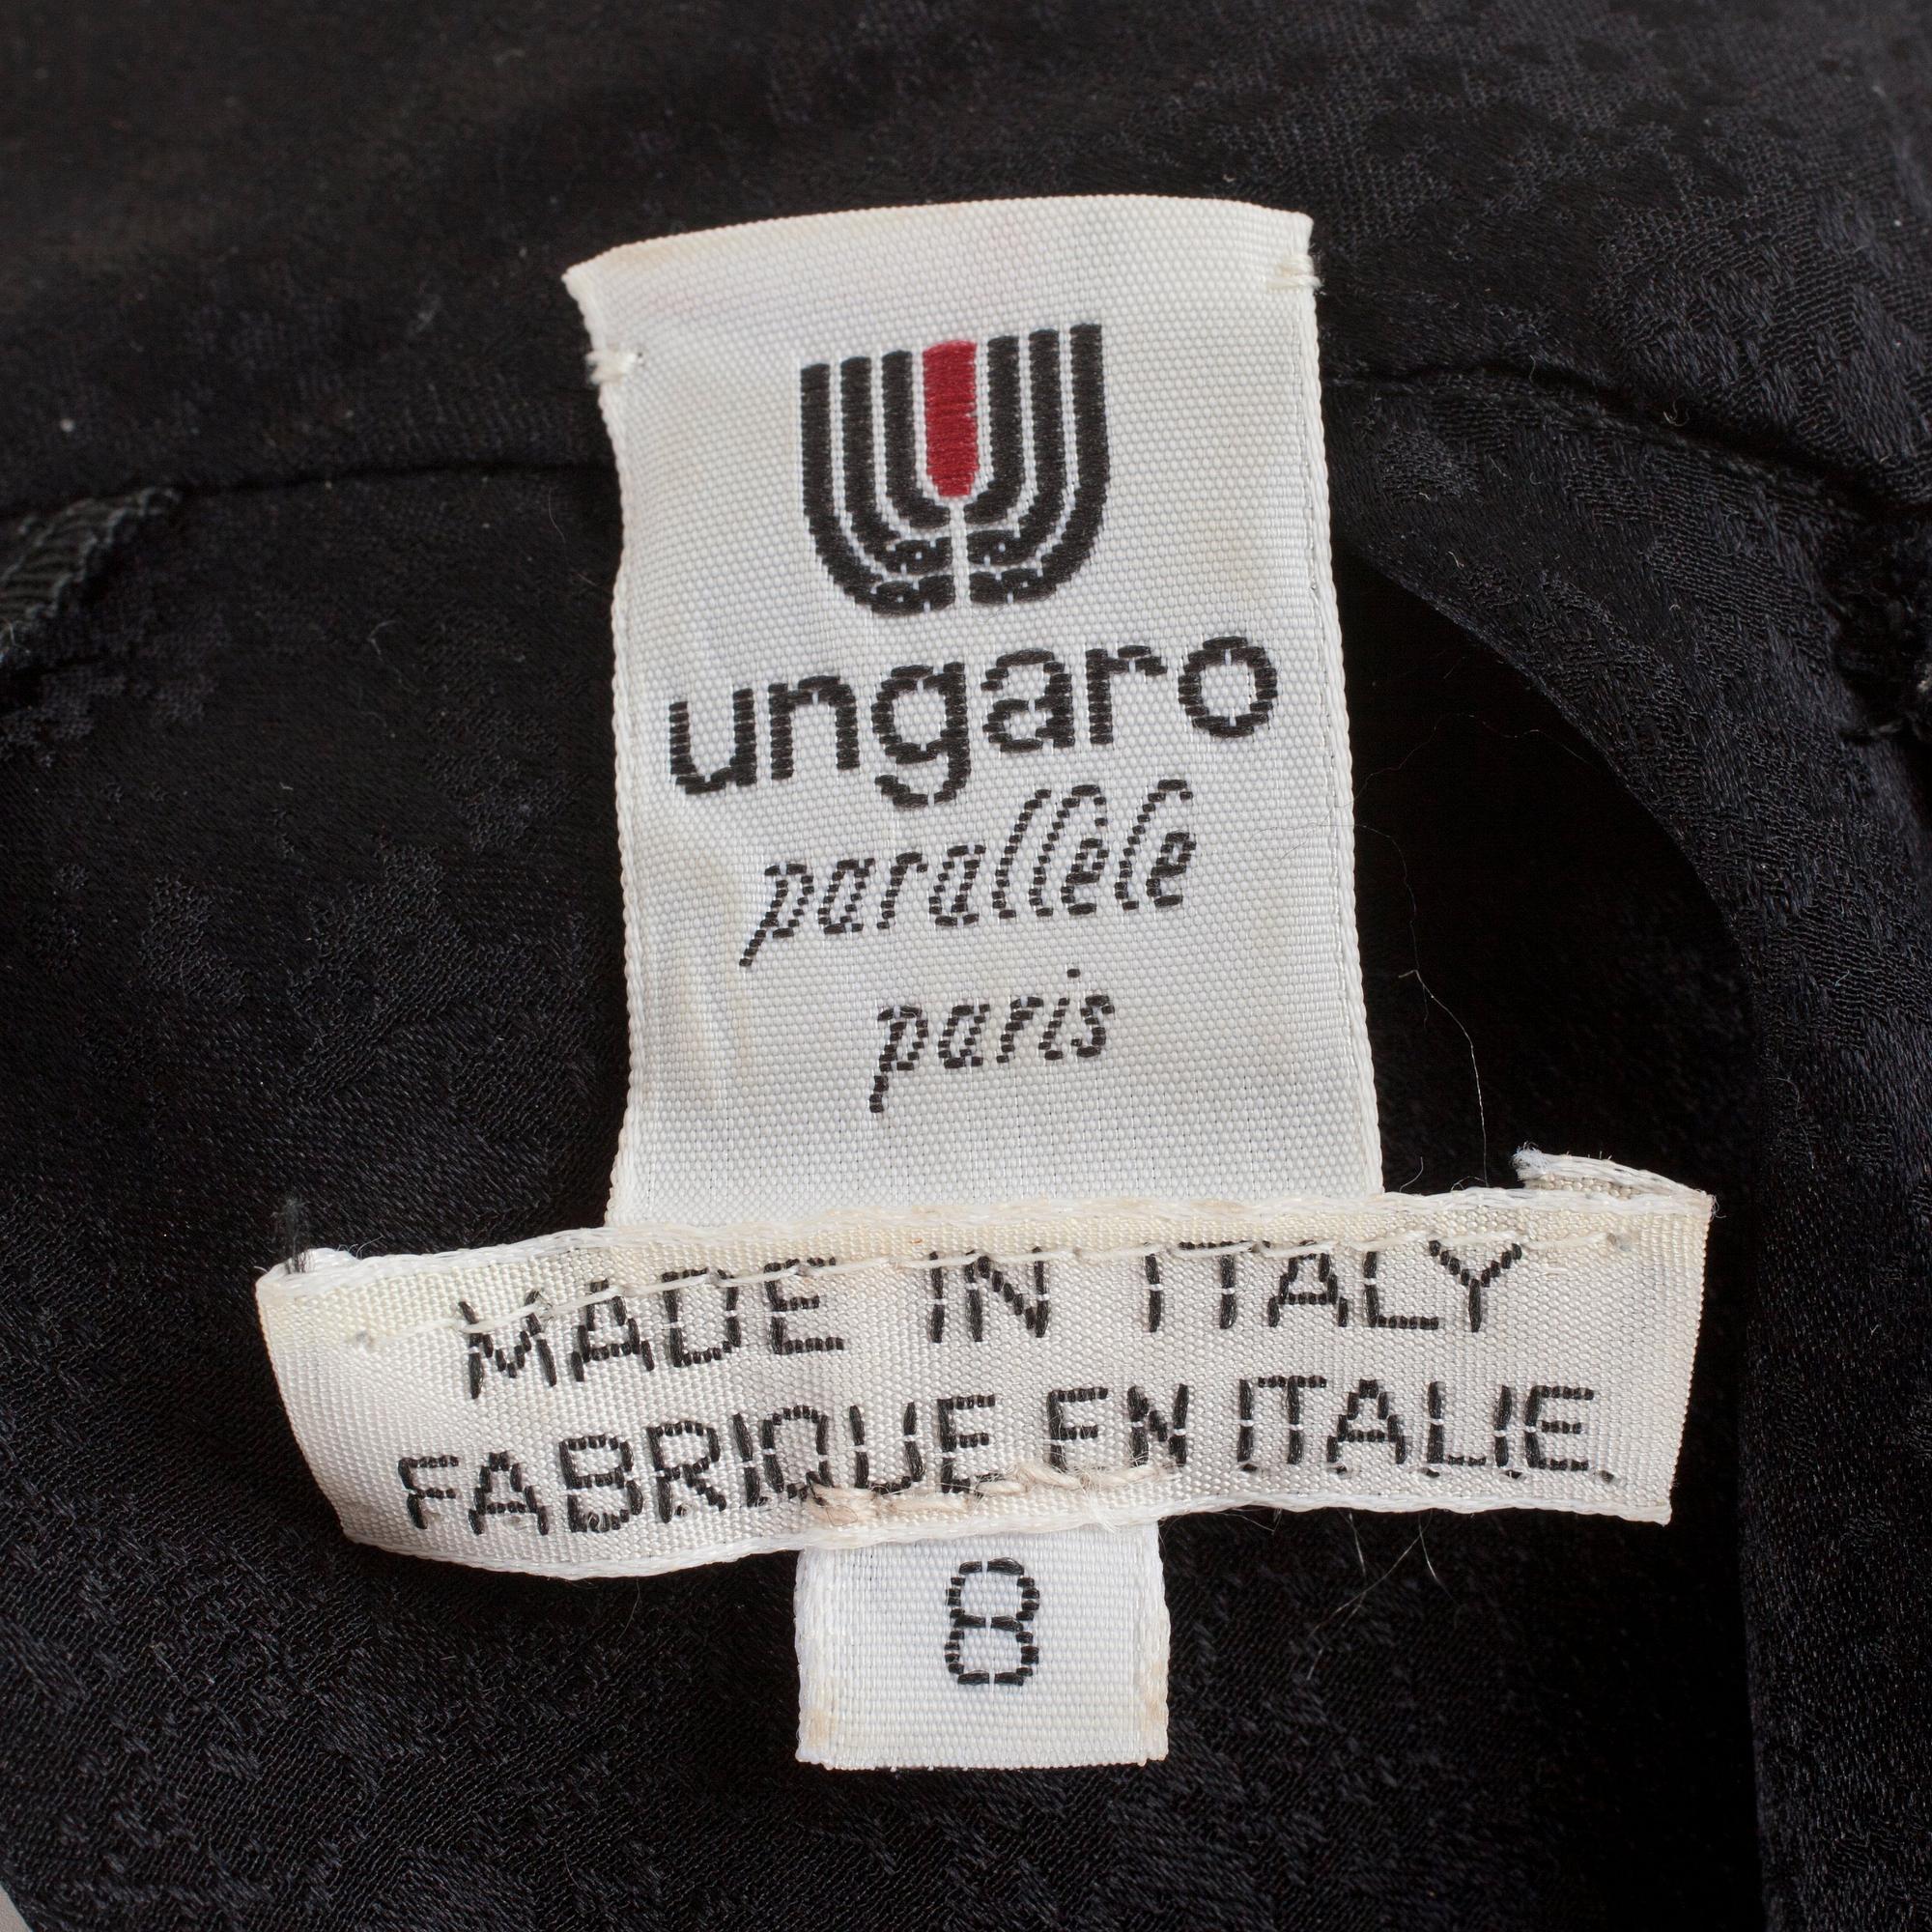 ungaro
parallèle
paris
MADE IN ITALY
FABRIQUE EN ITALIE
8